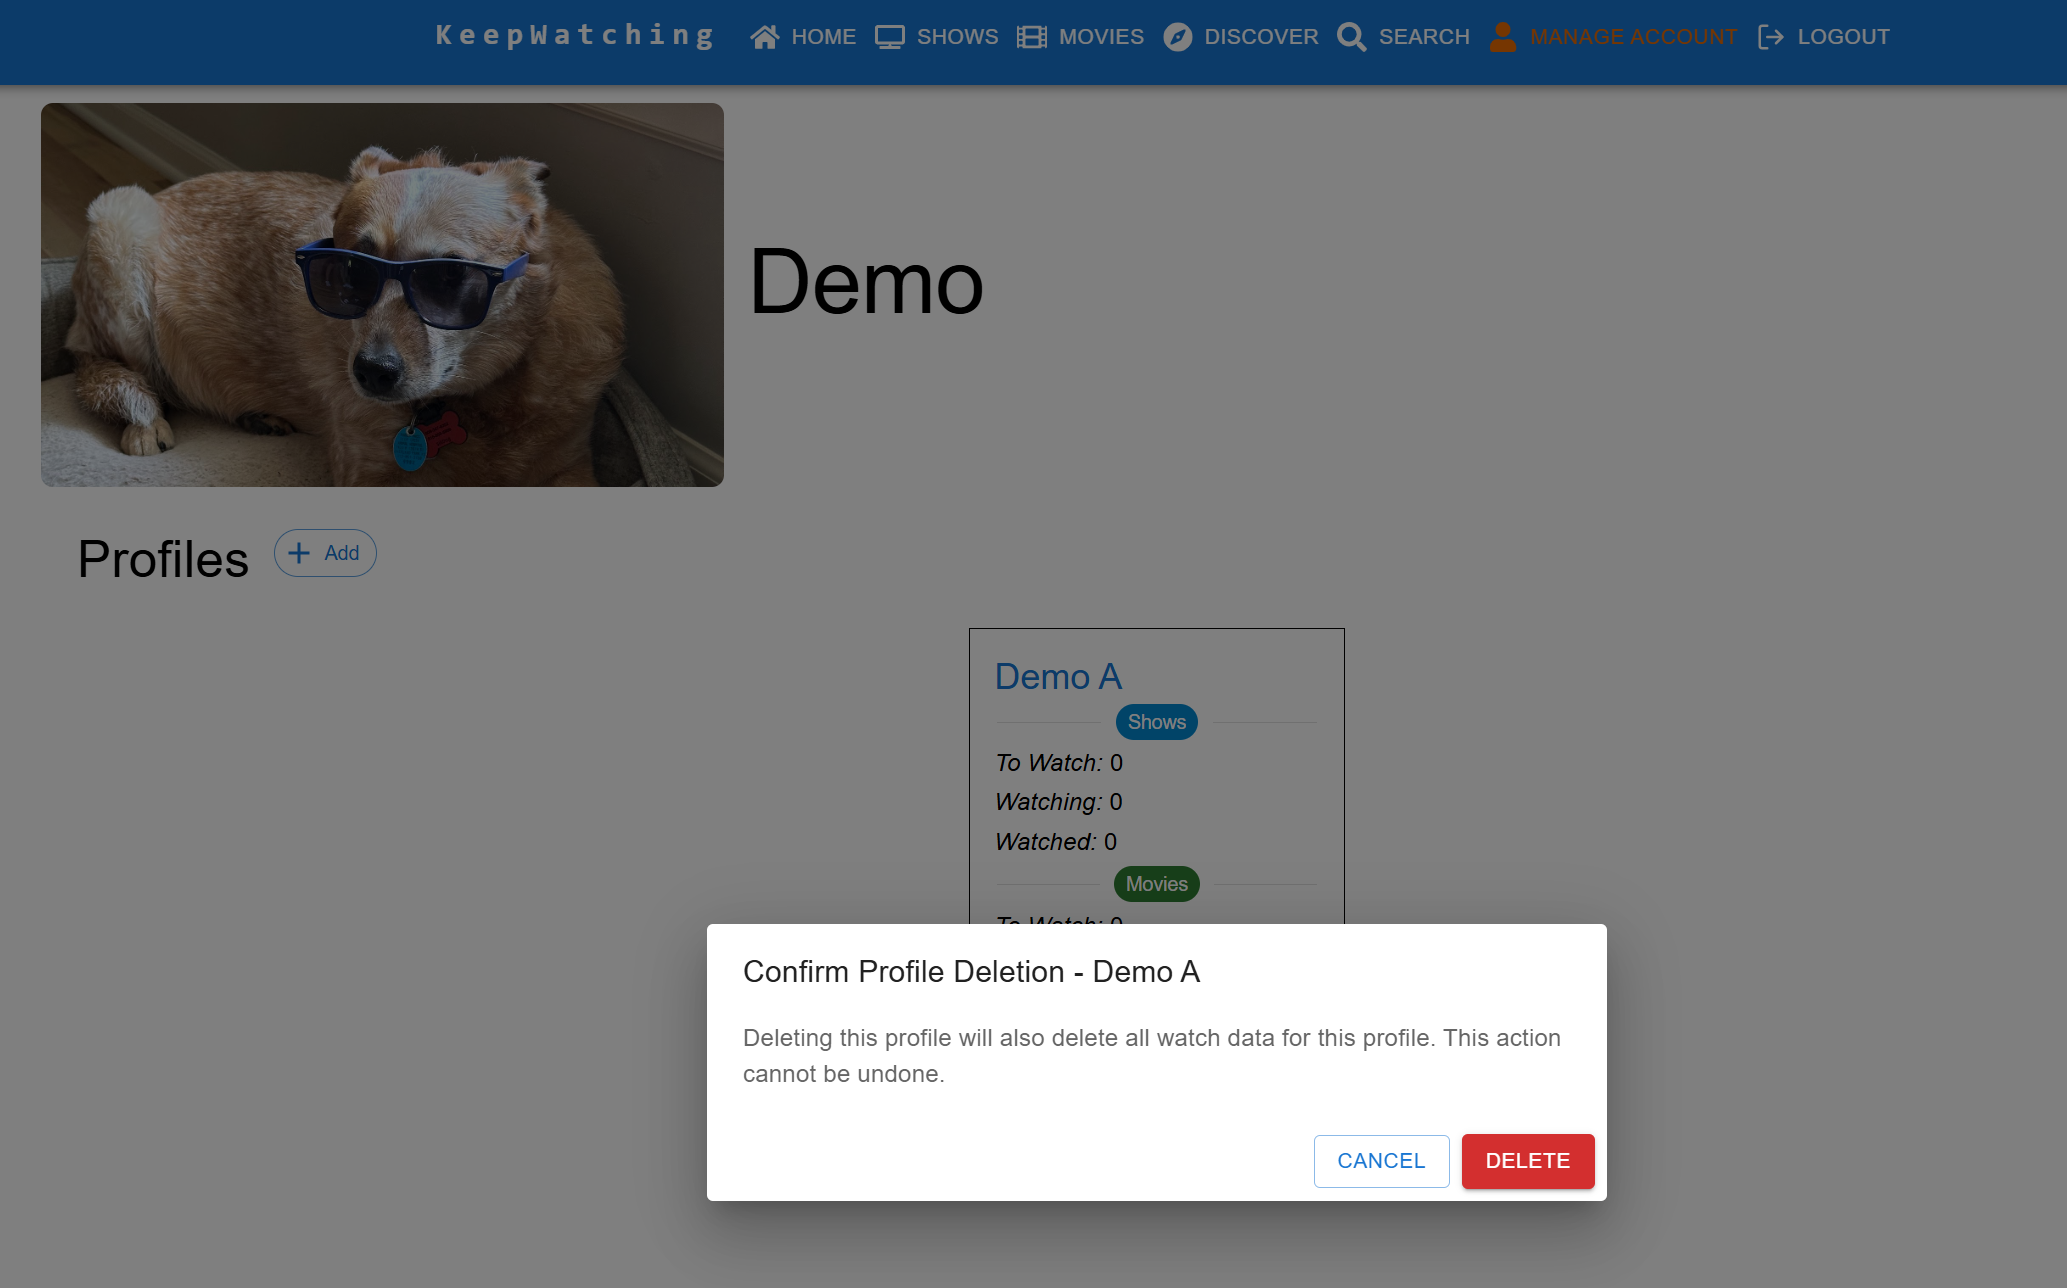 KeepWatching HOME SHOWS MOVIES DISCOVER SEARCH MANAGE ACCOUNT LOGOUT
Demo
Profiles Add
Demo A
Shows
To Watch: 0
Watching: 0
Watched: 0
Movies
To Watch: 0
Confirm Profile Deletion - Demo A
Deleting this profile will also delete all watch data for this profile. This action
cannot be undone.
CANCEL DELETE